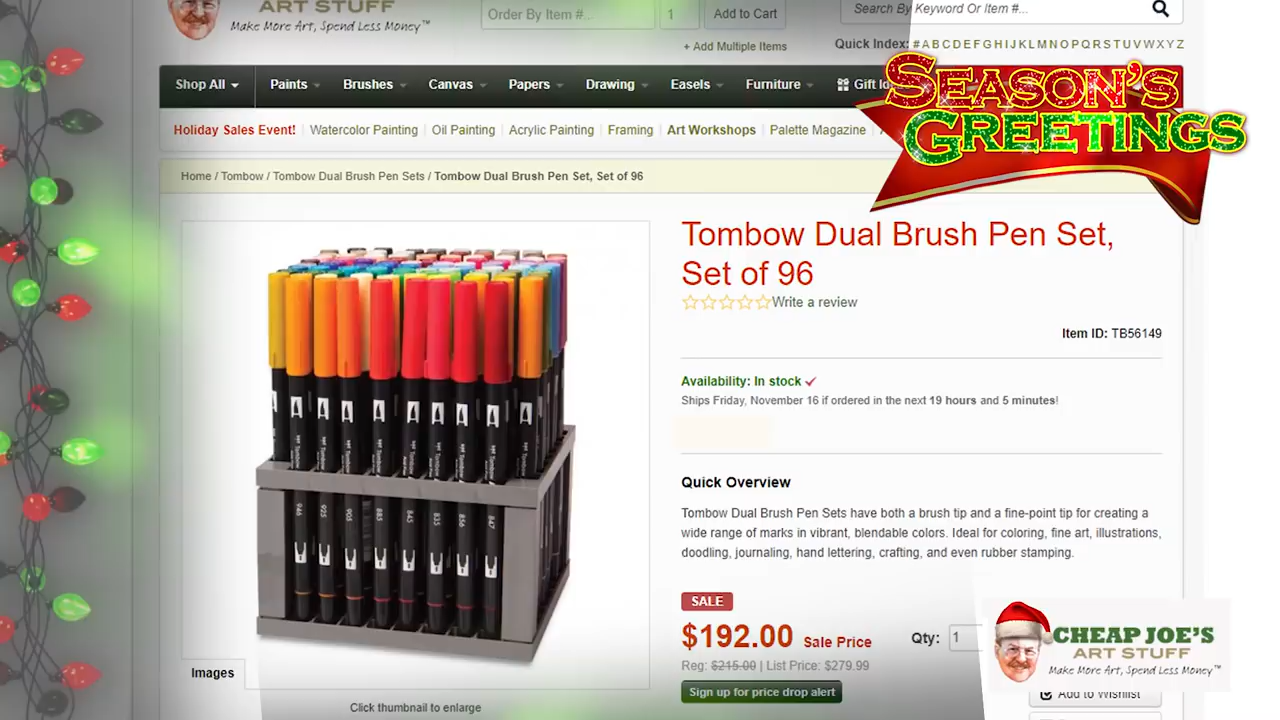 ART STUFF
Make More Art, Spend Less Money™
Order By Item #...
1
Add to Cart
Search By Keyword Or Item #...
+ Add Multiple Items
Quick Index: # A B C D E F G H I J K L M N O P Q R S T U V W X Y Z
Shop All
Paints
Brushes
Canvas
Papers
Drawing
Easels
Furniture
Gift
SEASON'S
GREETINGS
Holiday Sales Event!
Watercolor Painting
Oil Painting
Acrylic Painting
Framing
Art Workshops
Palette Magazine
Home / Tombow / Tombow Dual Brush Pen Sets / Tombow Dual Brush Pen Set, Set of 96
Tombow Dual Brush Pen Set,
Set of 96
Write a review
Item ID: TB56149
Availability: In stock
Ships Friday, November 16 if ordered in the next 19 hours and 5 minutes!
Quick Overview
Tombow Dual Brush Pen Sets have both a brush tip and a fine-point tip for creating a
wide range of marks in vibrant, blendable colors. Ideal for coloring, fine art, illustrations,
doodling, journaling, hand lettering, crafting, and even rubber stamping.
946 925 905 885 845 835 856 847
SALE
$192.00 Sale Price
Qty: 1
Reg: $215.00 | List Price: $279.99
Sign up for price drop alert
CHEAP JOE'S
ART STUFF
Make More Art, Spend Less Money™
Add to Wishlist
Images
Click thumbnail to enlarge